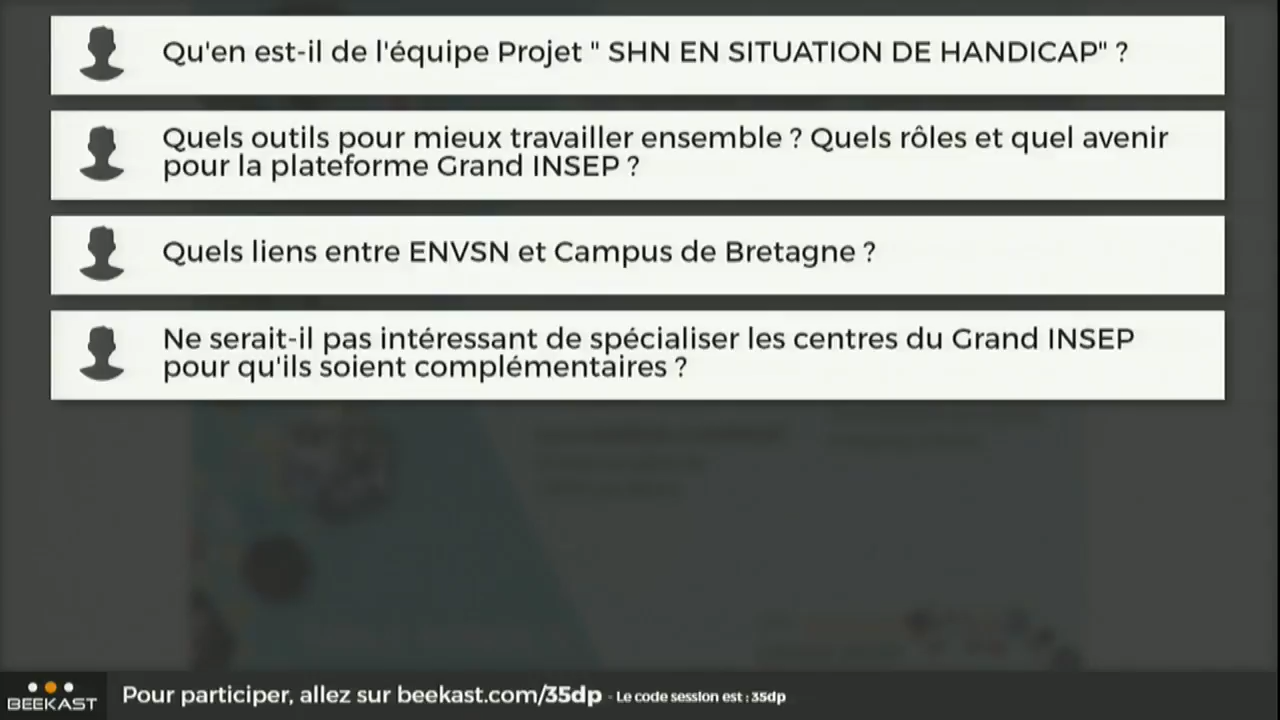 Qu'en est-il de l'équipe Projet " SHN EN SITUATION DE HANDICAP" ?
Quels outils pour mieux travailler ensemble ? Quels rôles et quel avenir
pour la plateforme Grand INSEP ?
Quels liens entre ENVSN et Campus de Bretagne ?
Ne serait-il pas intéressant de spécialiser les centres du Grand INSEP
pour qu'ils soient complémentaires ?
BEEKAST Pour participer, allez sur beekast.com/35dp - Le code session est : 35dp